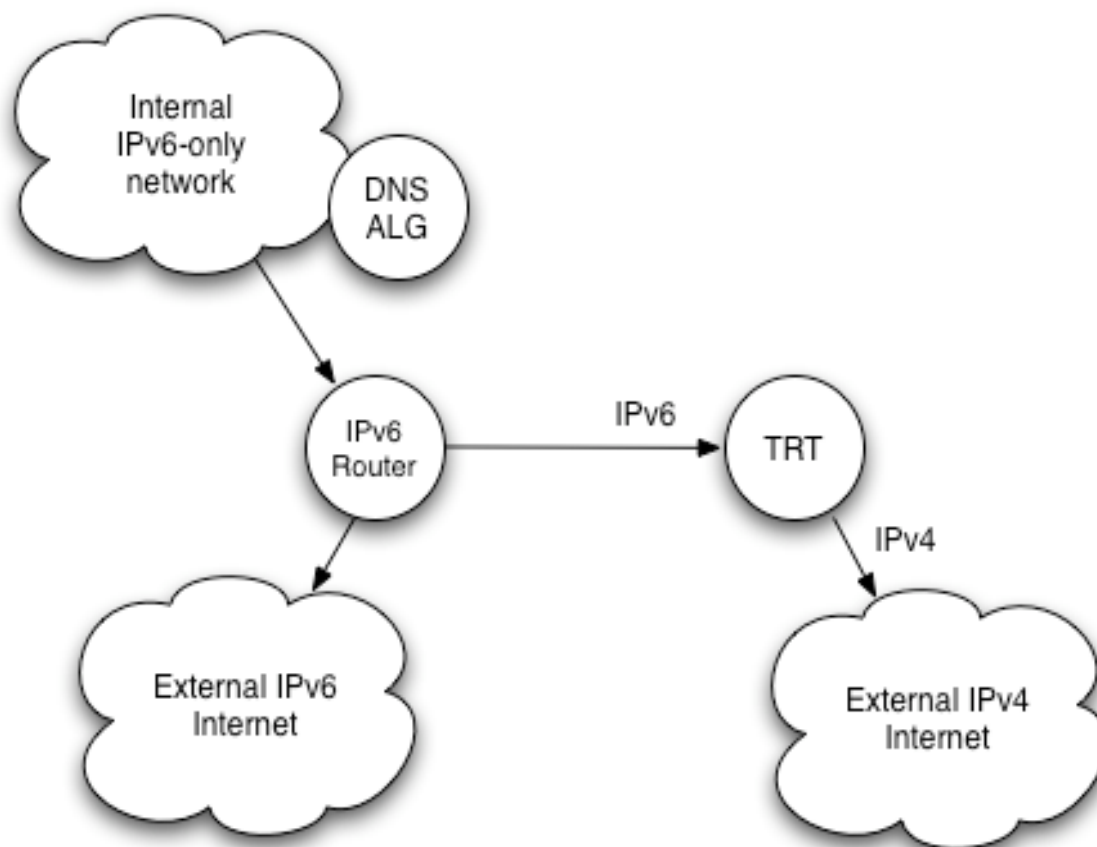 Internal
IPv6-only
network
DNS
ALG
IPv6
Router
IPv6
TRT
IPv4
External IPv6
Internet
External IPv4
Internet